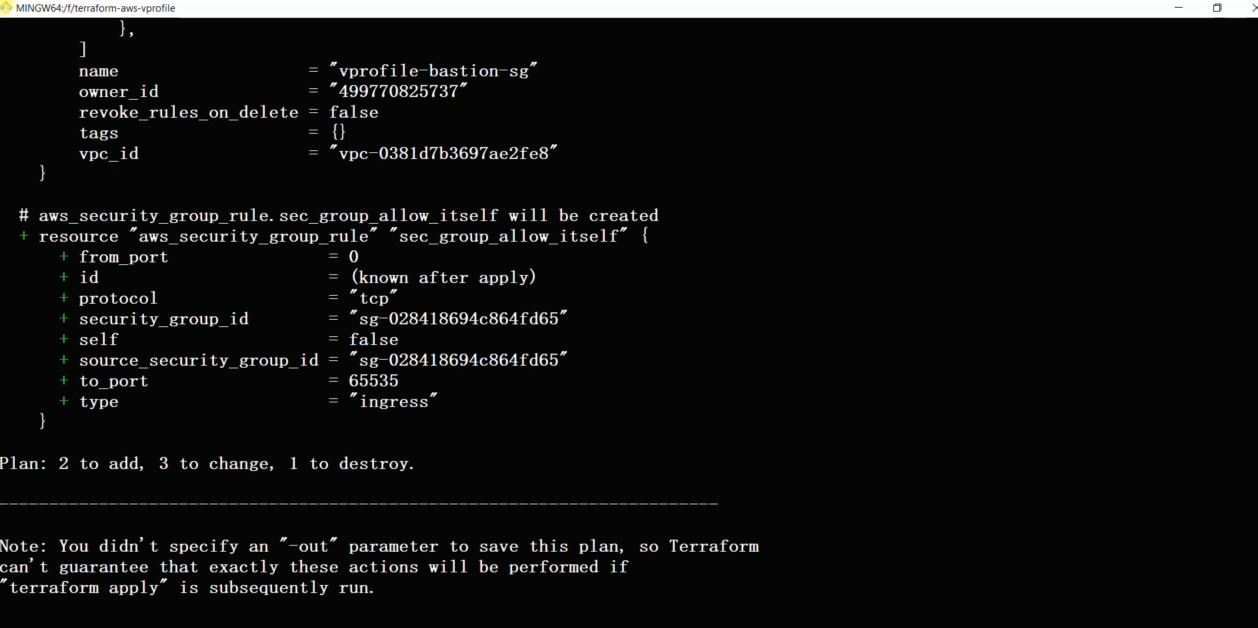 MINGW64:/f/terraform-aws-vprofile
},
]
name = "vprofile-bastion-sg"
owner_id = "499770825737"
revoke_rules_on_delete = false
tags = {}
vpc_id = "vpc-0381d7b3697ae2fe8"
}
# aws_security_group_rule.sec_group_allow_itself will be created
+ resource "aws_security_group_rule" "sec_group_allow_itself" {
+ from_port = 0
+ id = (known after apply)
+ protocol = "tcp"
+ security_group_id = "sg-028418694c864fd65"
+ self = false
+ source_security_group_id = "sg-028418694c864fd65"
+ to_port = 65535
+ type = "ingress"
}
Plan: 2 to add, 3 to change, 1 to destroy.
------------------------------------------------------------------------
Note: You didn't specify an "-out" parameter to save this plan, so Terraform
can't guarantee that exactly these actions will be performed if
"terraform apply" is subsequently run.